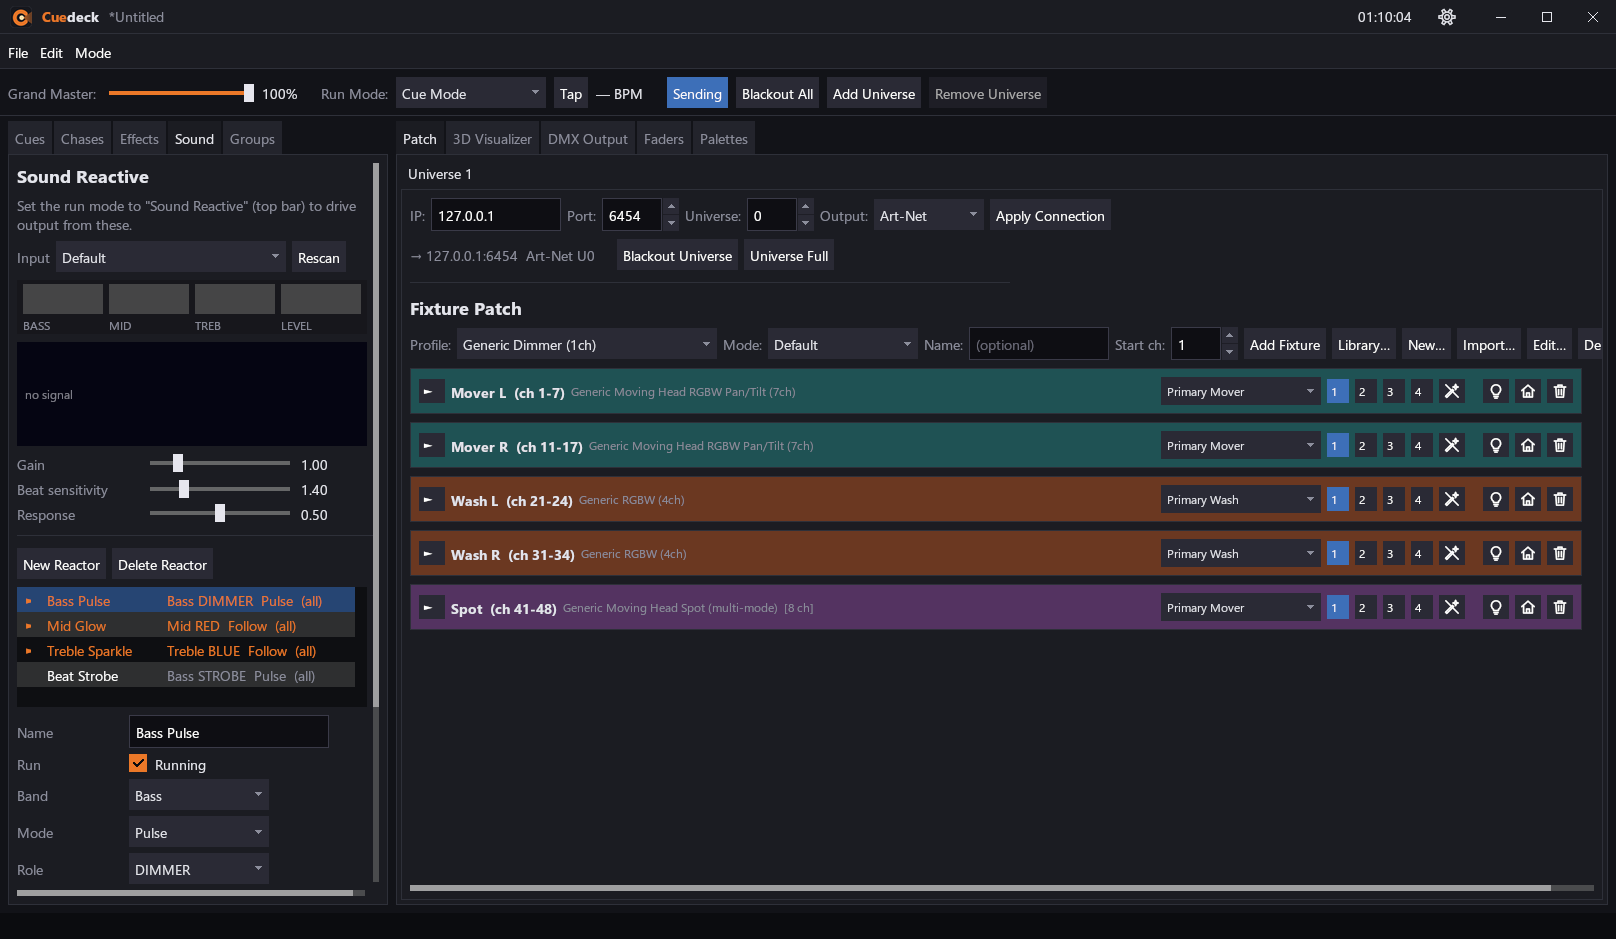 Cuedeck *Untitled 01:10:04
File Edit Mode
Grand Master: 100% Run Mode: Cue Mode Tap — BPM Sending Blackout All Add Universe Remove Universe
Cues Chases Effects Sound Groups
Sound Reactive
Set the run mode to "Sound Reactive" (top bar) to drive
output from these.
Input Default Rescan
BASS MID TREB LEVEL
no signal
Gain 1.00
Beat sensitivity 1.40
Response 0.50
New Reactor Delete Reactor
Bass Pulse Bass DIMMER Pulse (all)
Mid Glow Mid RED Follow (all)
Treble Sparkle Treble BLUE Follow (all)
Beat Strobe Bass STROBE Pulse (all)
Name Bass Pulse
Run Running
Band Bass
Mode Pulse
Role DIMMER
Patch 3D Visualizer DMX Output Faders Palettes
Universe 1
IP: 127.0.0.1 Port: 6454 Universe: 0 Output: Art-Net Apply Connection
→ 127.0.0.1:6454 Art-Net U0 Blackout Universe Universe Full
Fixture Patch
Profile: Generic Dimmer (1ch) Mode: Default Name: (optional) Start ch: 1 Add Fixture Library... New... Import... Edit... De
Mover L (ch 1-7) Generic Moving Head RGBW Pan/Tilt (7ch) Primary Mover 1 2 3 4
Mover R (ch 11-17) Generic Moving Head RGBW Pan/Tilt (7ch) Primary Mover 1 2 3 4
Wash L (ch 21-24) Generic RGBW (4ch) Primary Wash 1 2 3 4
Wash R (ch 31-34) Generic RGBW (4ch) Primary Wash 1 2 3 4
Spot (ch 41-48) Generic Moving Head Spot (multi-mode) [8 ch] Primary Mover 1 2 3 4